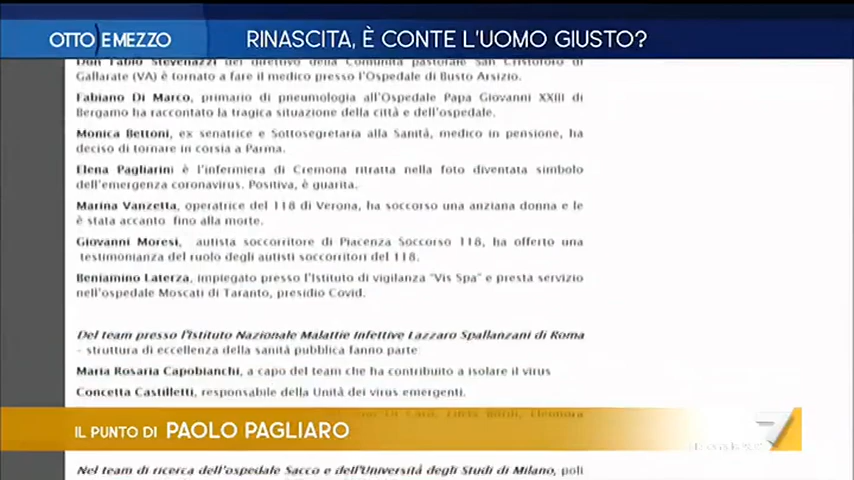 OTTO E MEZZO
RINASCITA, È CONTE L'UOMO GIUSTO?
Don Fabio Stevenazzi del direttivo della Comunità pastorale San Cristoforo di
Gallarate (VA) è tornato a fare il medico presso l'Ospedale di Busto Arsizio.
Fabiano Di Marco, primario di pneumologia all'Ospedale Papa Giovanni XXIII di
Bergamo ha raccontato la tragica situazione della città e dell'ospedale.
Monica Bettoni, ex senatrice e Sottosegretaria alla Sanità, medico in pensione, ha
deciso di tornare in corsia a Parma.
Elena Pagliarini è l'infermiera di Cremona ritratta nella foto diventata simbolo
dell'emergenza coronavirus. Positiva, è guarita.
Marina Vanzetta, operatrice del 118 di Verona, ha soccorso una anziana donna e le
è stata accanto fino alla morte.
Giovanni Moresi, autista soccorritore di Piacenza Soccorso 118, ha offerto una
testimonianza del ruolo degli autisti soccorritori del 118.
Beniamino Laterza, impiegato presso l'Istituto di vigilanza "Vis Spa" e presta servizio
nell'ospedale Moscati di Taranto, presidio Covid.
Del team presso l'Istituto Nazionale Malattie Infettive Lazzaro Spallanzani di Roma
- struttura di eccellenza della sanità pubblica fanno parte
Maria Rosaria Capobianchi, a capo del team che ha contribuito a isolare il virus
Concetta Castilletti, responsabile della Unità dei virus emergenti.
IL PUNTO DI PAOLO PAGLIARO
Nel team di ricerca dell'ospedale Sacco e dell'Università degli Studi di Milano, poli